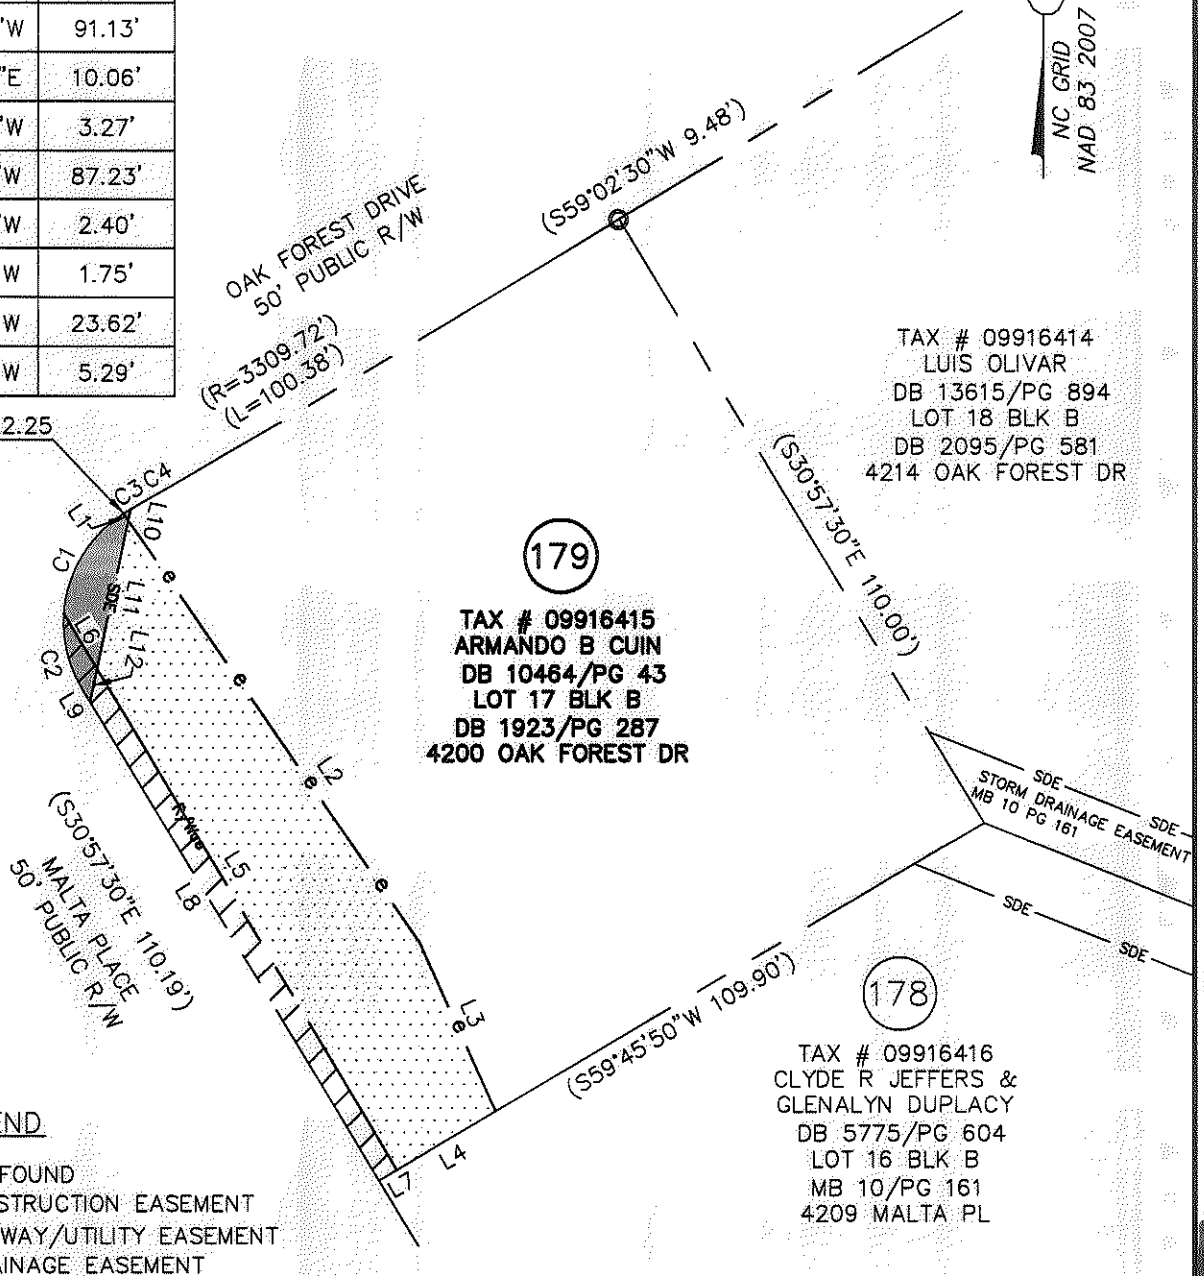 "W 91.13'
"E 10.06'
"W 3.27'
"W 87.23'
"W 2.40'
W 1.75'
W 23.62'
W 5.29'
NC GRID
NAD 83 2007
(S59°02'30"W 9.48')
OAK FOREST DRIVE
50' PUBLIC R/W
(R=3309.72')
(L=100.38')
2.25
TAX # 09916414
LUIS OLIVAR
DB 13615/PG 894
LOT 18 BLK B
DB 2095/PG 581
4214 OAK FOREST DR
(S30°57'30"E 110.00')
C3 C4
L1
L10
C1
e
SDE
L11
L6
L12
C2
L9
e
179
TAX # 09916415
ARMANDO B CUIN
DB 10464/PG 43
LOT 17 BLK B
DB 1923/PG 287
4200 OAK FOREST DR
L2
e
L5
L8
e
(S30°57'30"E 110.19')
MALTA PLACE
50' PUBLIC R/W
SDE
SDE
STORM DRAINAGE EASEMENT
MB 10 PG 161
SDE
SDE
L3
e
(S59°45'50"W 109.90')
L4
L7
178
TAX # 09916416
CLYDE R JEFFERS &
GLENALYN DUPLACY
DB 5775/PG 604
LOT 16 BLK B
MB 10/PG 161
4209 MALTA PL
END
FOUND
STRUCTION EASEMENT
WAY/UTILITY EASEMENT
AINAGE EASEMENT